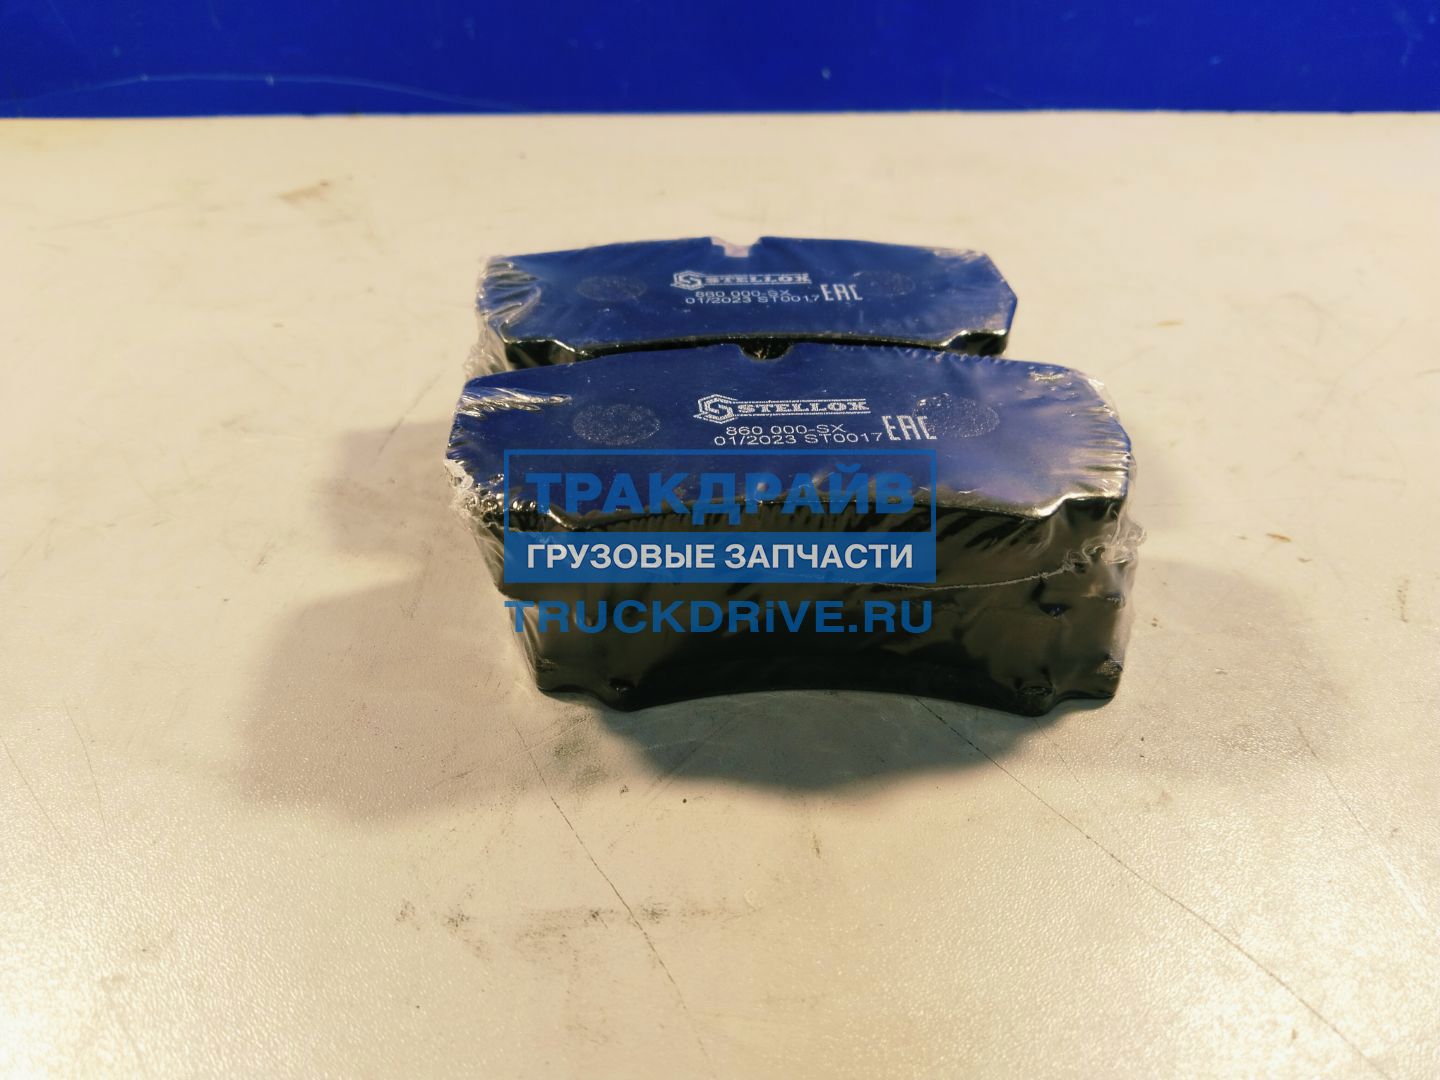 STELLOX
860 000-SX
01/2023 ST0017 EAC
STELLOX
860 000-SX
01/2023 ST0017 EAC
ТРАКДРАЙВ
ГРУЗОВЫЕ ЗАПЧАСТИ
TRUCKDRiVE.RU